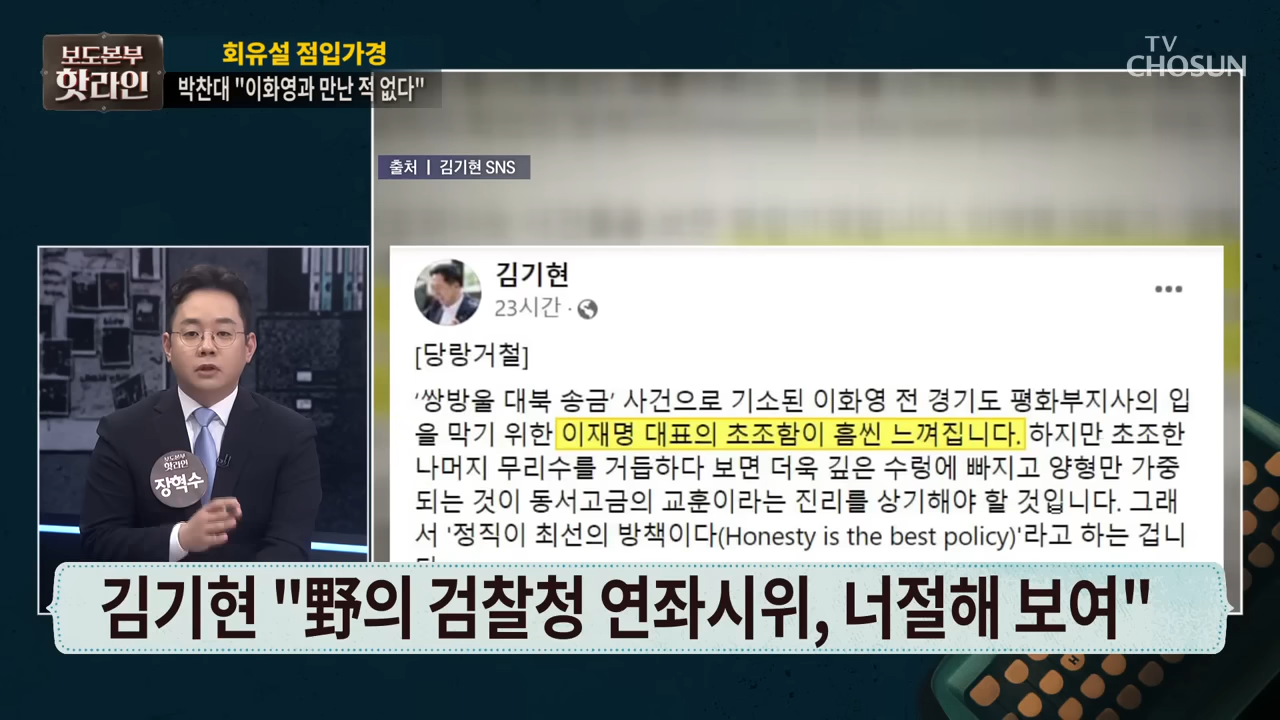 보도본부
핫라인
회유설 점입가경
박찬대 "이화영과 만난 적 없다"
TV
CHOSUN
출처 | 김기현 SNS
김기현
23시간 ·
[당랑거철]
‘쌍방울 대북 송금’ 사건으로 기소된 이화영 전 경기도 평화부지사의 입
을 막기 위한 이재명 대표의 초조함이 흠씬 느껴집니다. 하지만 초조한
나머지 무리수를 거듭하다 보면 더욱 깊은 수렁에 빠지고 양형만 가중
되는 것이 동서고금의 교훈이라는 진리를 상기해야 할 것입니다. 그래
서 '정직이 최선의 방책이다(Honesty is the best policy)'라고 하는 겁니
보도본부
핫라인
장혁수
김기현 "野의 검찰청 연좌시위, 너절해 보여"